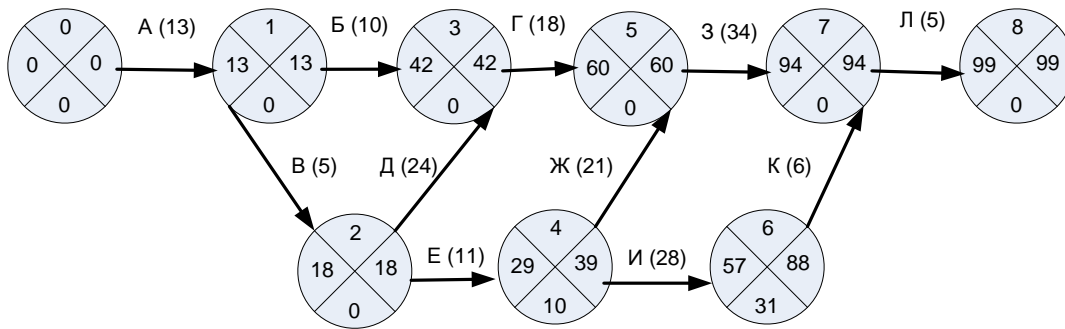 А (13) Б (10) Г (18) З (34) Л (5)
0 1 3 5 7 8
0 0 13 13 42 42 60 60 94 94 99 99
0 0 0 0 0 0
В (5) Д (24) Ж (21) К (6)
2 4 6
18 18 Е (11) 29 39 И (28) 57 88
0 10 31